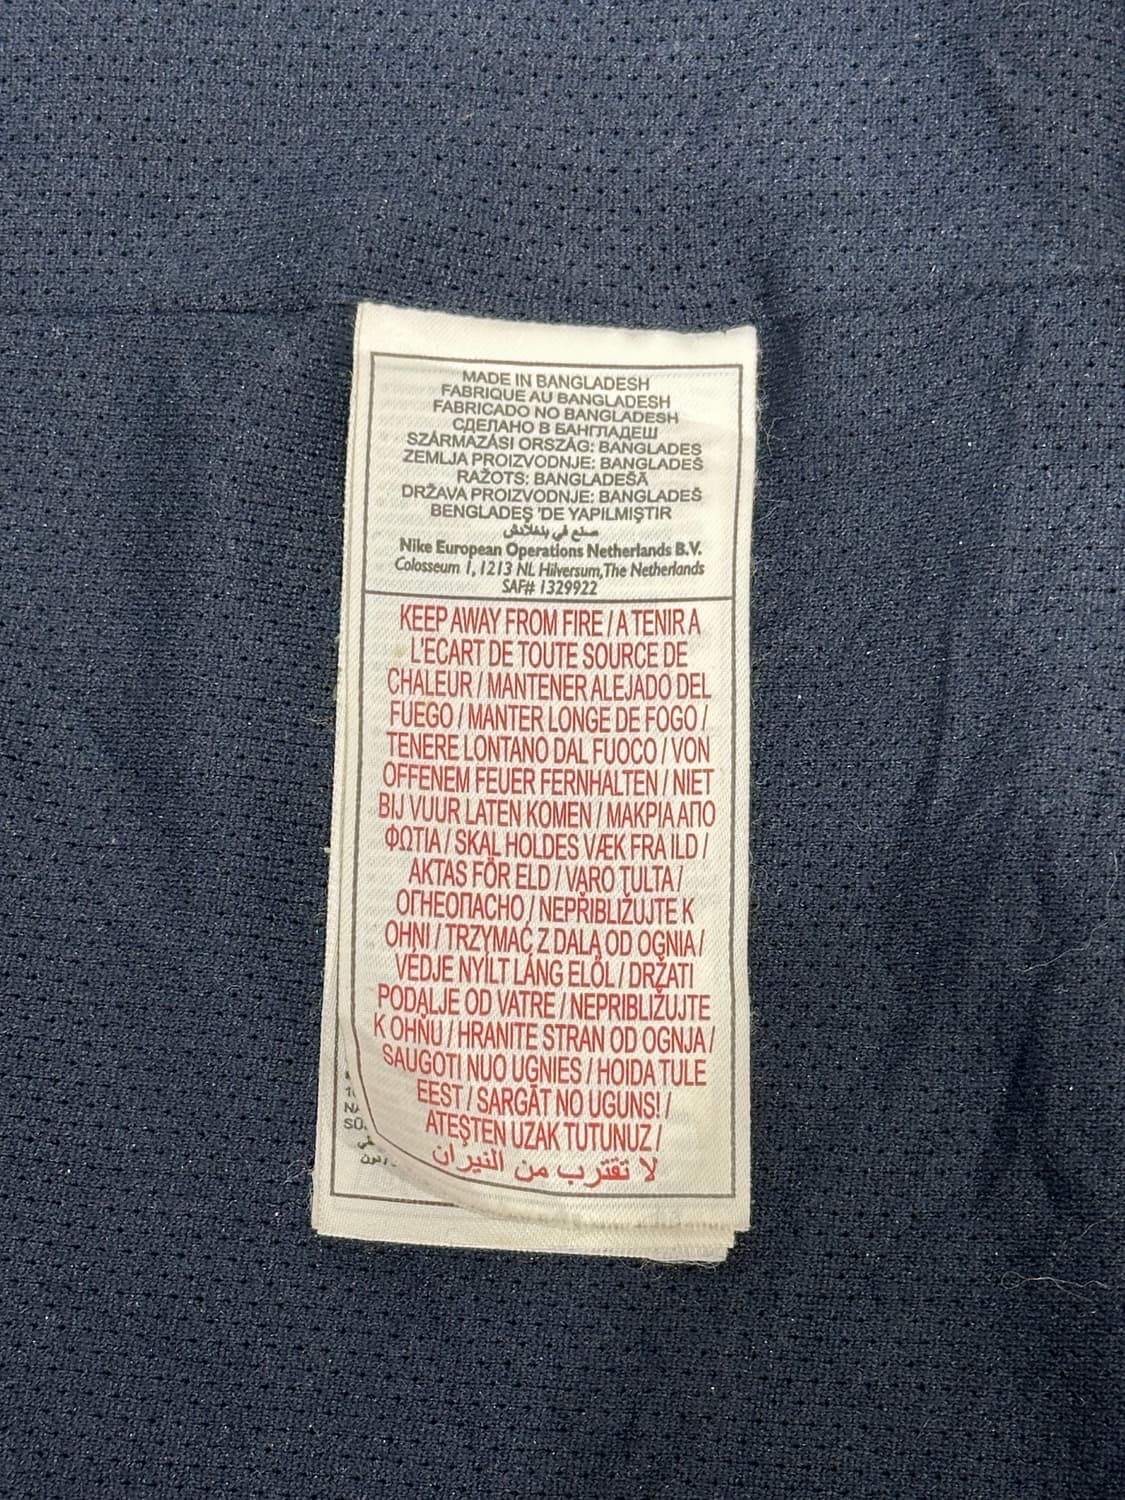 MADE IN BANGLADESH
FABRIQUE AU BANGLADESH
FABRICADO NO BANGLADESH
СДЕЛАНО В БАНГЛАДЕШ
SZÁRMAZÁSI ORSZÁG: BANGLADES
ZEMLJA PROIZVODNJE: BANGLADEŠ
RAŽOTS: BANGLADEŠĀ
DRŽAVA PROIZVODNJE: BANGLADEŠ
BENGLADEŞ 'DE YAPILMIŞTIR
صنع في بنغلادش
Nike European Operations Netherlands B.V.
Colosseum 1, 1213 NL Hilversum, The Netherlands
SAF# 1329922
KEEP AWAY FROM FIRE / A TENIR A
L'ECART DE TOUTE SOURCE DE
CHALEUR / MANTENER ALEJADO DEL
FUEGO / MANTER LONGE DE FOGO /
TENERE LONTANO DAL FUOCO / VON
OFFENEM FEUER FERNHALTEN / NIET
BIJ VUUR LATEN KOMEN / ΜΑΚΡΙΑ ΑΠΟ
ΦΩΤΙΑ / SKAL HOLDES VÆK FRA ILD /
AKTAS FÖR ELD / VARO TULTA /
ОГНЕОПАСНО / NEPŘIBLIŽUJTE K
OHNI / TRZYMAĆ Z DALA OD OGNIA /
VÉDJE NYÍLT LÁNG ELŐL / DRŽATI
PODALJE OD VATRE / NEPRIBLIŽUJTE
K OHŇU / HRANITE STRAN OD OGNJA /
SAUGOTI NUO UGNIES / HOIDA TULE
EEST / SARGĀT NO UGUNS! /
ATEŞTEN UZAK TUTUNUZ /
لا تقترب من النيران